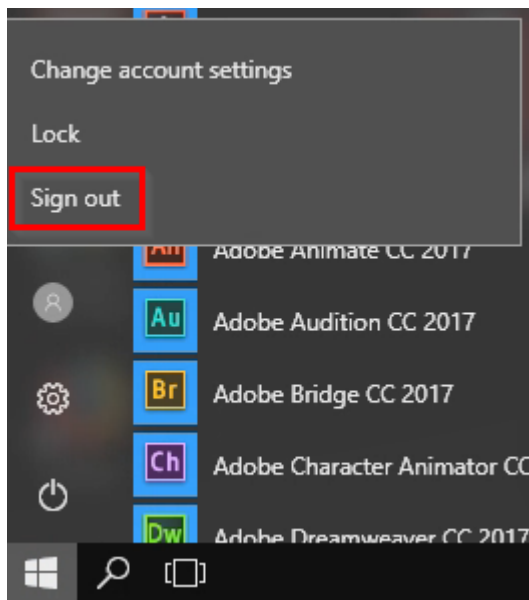 Change account settings
Lock
Sign out
An Adobe Animate CC 2017
Au Adobe Audition CC 2017
Br Adobe Bridge CC 2017
Ch Adobe Character Animator CC
Dw Adobe Dreamweaver CC 2017